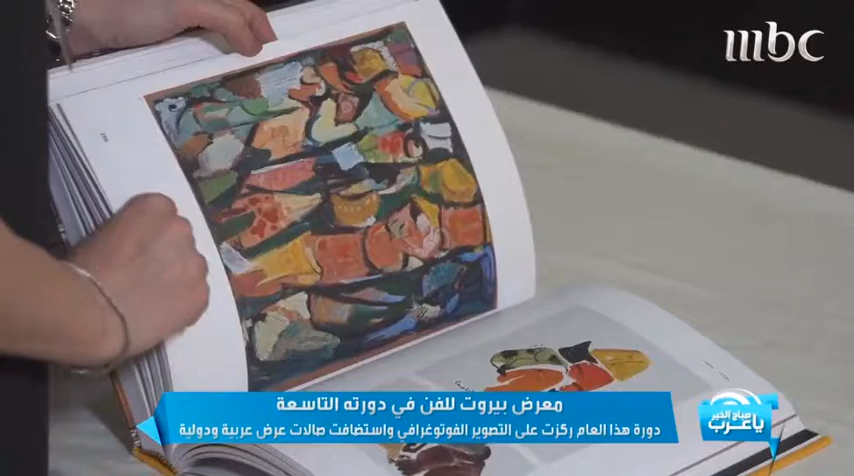 mbc
معرض بيروت للفن في دورته التاسعة
دورة هذا العام ركزت على التصوير الفوتوغرافي واستضافت صالات عرض عربية ودولية
صباح الخير
يا عرب